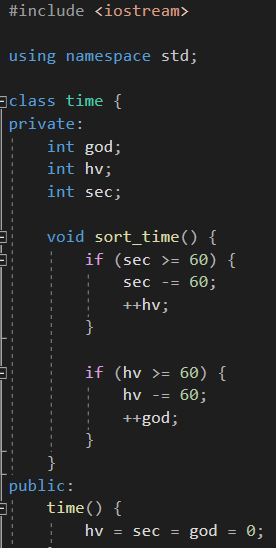 #include <iostream>
using namespace std;
class time {
private:
int god;
int hv;
int sec;
void sort_time() {
if (sec >= 60) {
sec -= 60;
++hv;
}
if (hv >= 60) {
hv -= 60;
++god;
}
}
public:
time() {
hv = sec = god = 0;